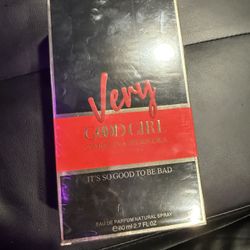 Very
GOOD GIRL
IT'S SO GOOD TO BE BAD
EAU DE PARFUM NATURAL SPRAY
e80 ml 2.7 FL. OZ